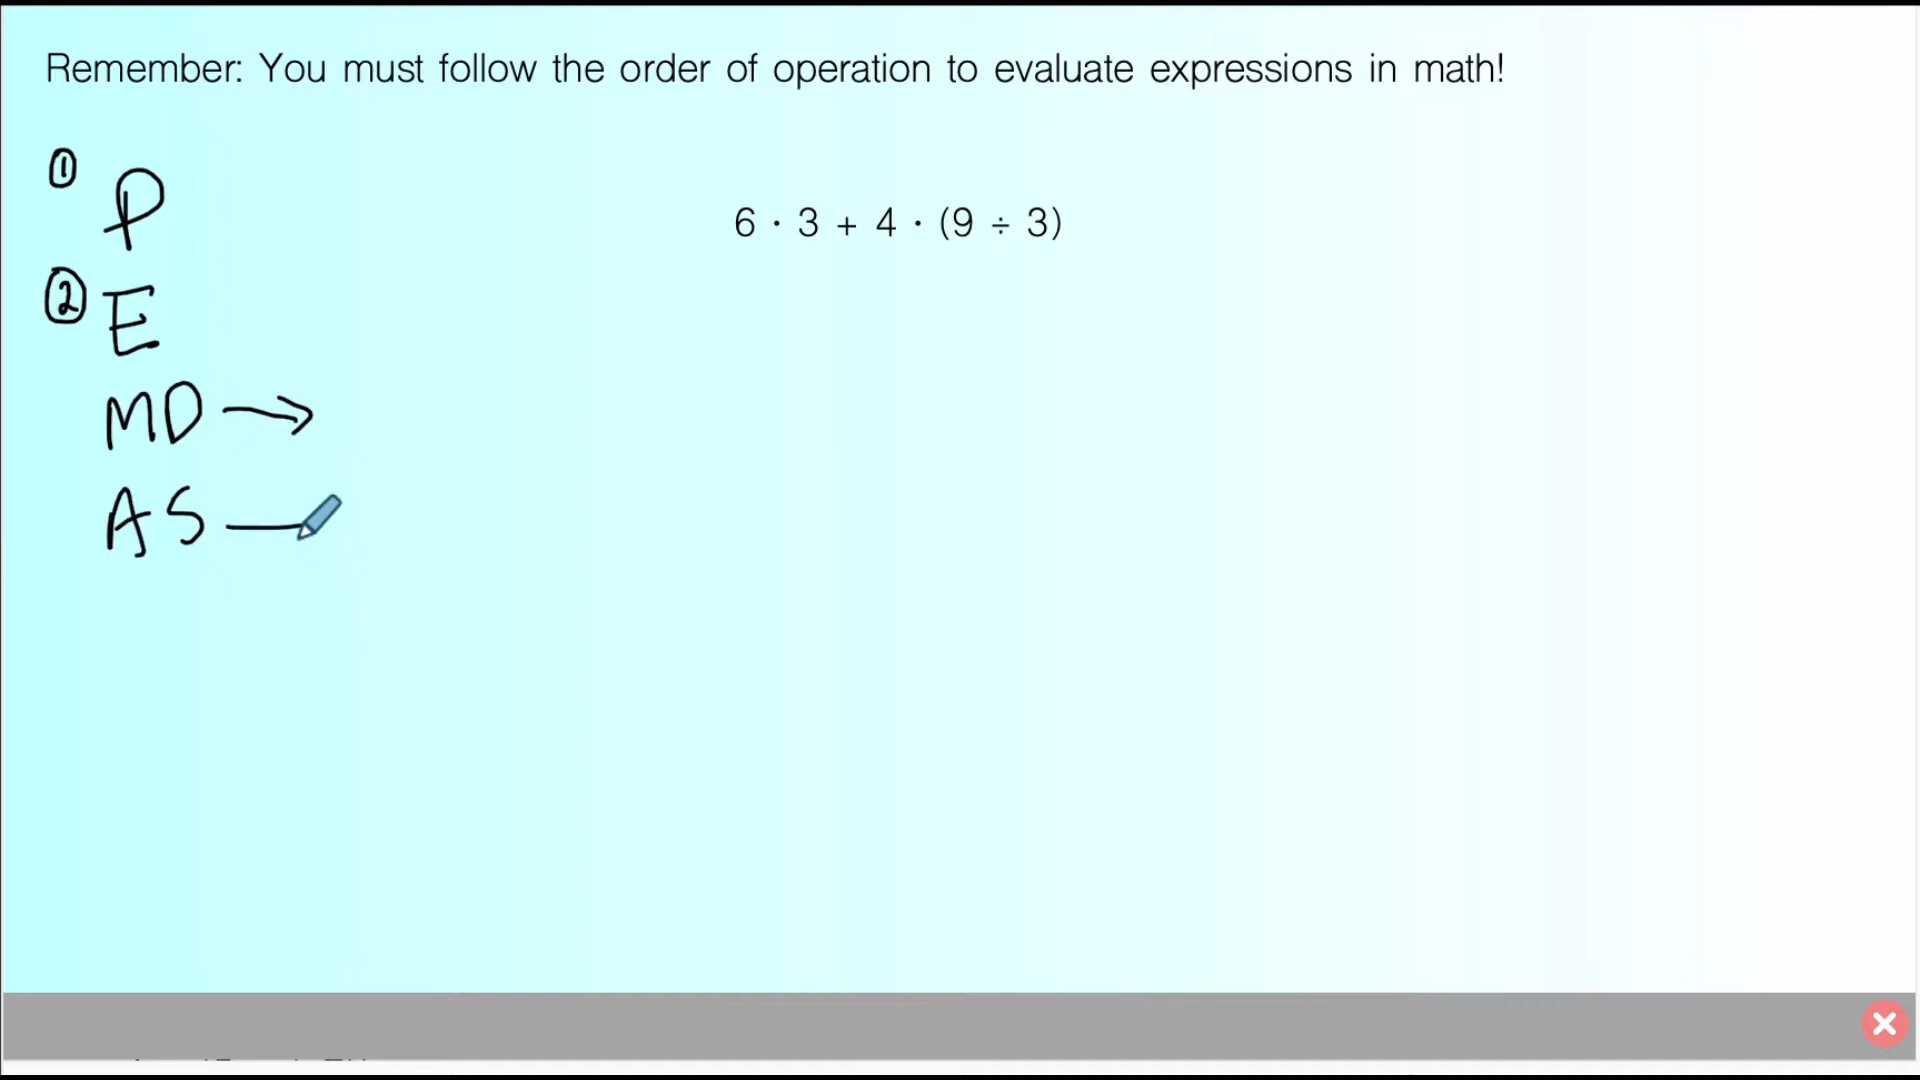 Remember: You must follow the order of operation to evaluate expressions in math!
① P
6 · 3 + 4 · (9 ÷ 3)
② E
MD →
AS —